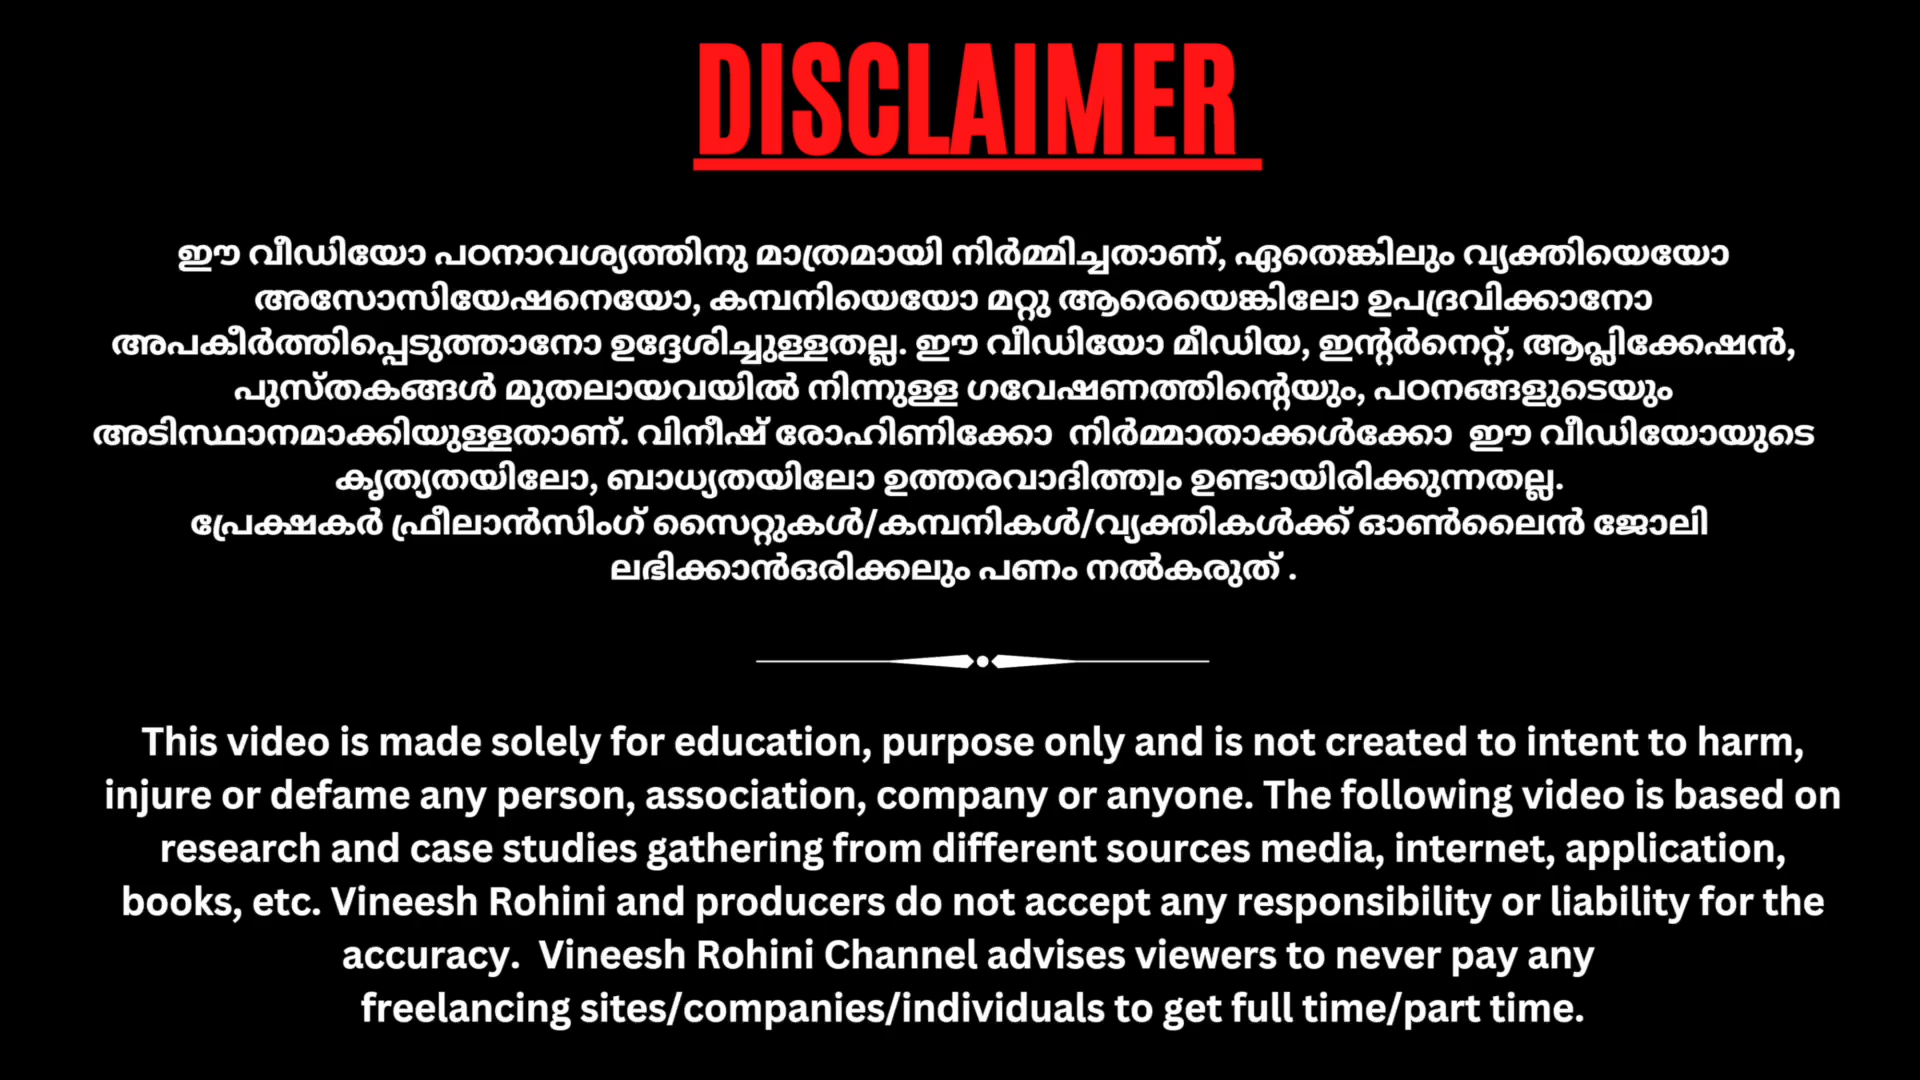 DISCLAIMER
ഈ വീഡിയോ പഠനാവശ്യത്തിനു മാത്രമായി നിർമ്മിച്ചതാണ്, ഏതെങ്കിലും വ്യക്തിയെയോ
അസോസിയേഷനെയോ, കമ്പനിയെയോ മറ്റു ആരെയെങ്കിലോ ഉപദ്രവിക്കാനോ
അപകീർത്തിപ്പെടുത്താനോ ഉദ്ദേശിച്ചുള്ളതല്ല. ഈ വീഡിയോ മീഡിയ, ഇന്റർനെറ്റ്, ആപ്ലിക്കേഷൻ,
പുസ്തകങ്ങൾ മുതലായവയിൽ നിന്നുള്ള ഗവേഷണത്തിന്റെയും, പഠനങ്ങളുടെയും
അടിസ്ഥാനമാക്കിയുള്ളതാണ്. വിനീഷ് രോഹിണിക്കോ  നിർമ്മാതാക്കൾക്കോ  ഈ വീഡിയോയുടെ
കൃത്യതയിലോ, ബാധ്യതയിലോ ഉത്തരവാദിത്ത്വം ഉണ്ടായിരിക്കുന്നതല്ല.
പ്രേക്ഷകർ ഫ്രീലാൻസിംഗ് സൈറ്റുകൾ/കമ്പനികൾ/വ്യക്തികൾക്ക് ഓൺലൈൻ ജോലി
ലഭിക്കാൻഒരിക്കലും പണം നൽകരുത് .
This video is made solely for education, purpose only and is not created to intent to harm,
injure or defame any person, association, company or anyone. The following video is based on
research and case studies gathering from different sources media, internet, application,
books, etc. Vineesh Rohini and producers do not accept any responsibility or liability for the
accuracy.  Vineesh Rohini Channel advises viewers to never pay any
freelancing sites/companies/individuals to get full time/part time.